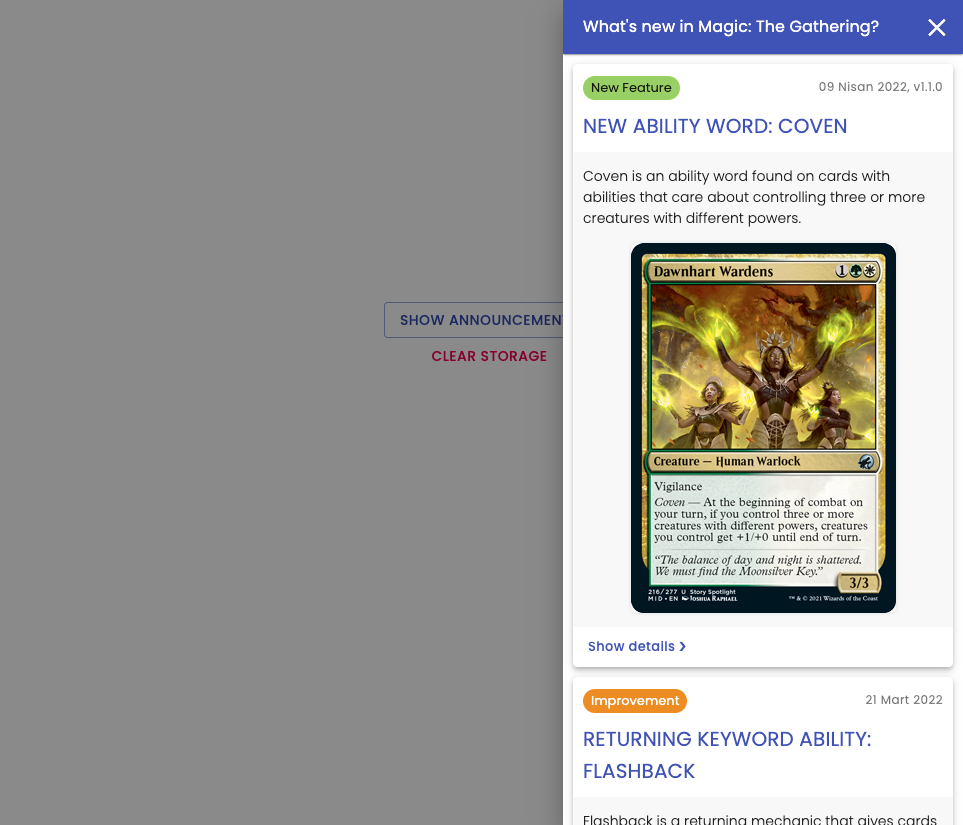 What's new in Magic: The Gathering?
New Feature
09 Nisan 2022, v1.1.0
NEW ABILITY WORD: COVEN
Coven is an ability word found on cards with
abilities that care about controlling three or more
creatures with different powers.
SHOW ANNOUNCEMEN
CLEAR STORAGE
Dawnhart Wardens
1
Creature — Human Warlock
Vigilance
Coven — At the beginning of combat on
your turn, if you control three or more
creatures with different powers, creatures
you control get +1/+0 until end of turn.
“The balance of day and night is shattered.
We must find the Moonsilver Key.”
3/3
216/277 U Story Spotlight
MID • EN Joshua Raphael
™ & © 2021 Wizards of the Coast
Show details ›
Improvement
21 Mart 2022
RETURNING KEYWORD ABILITY:
FLASHBACK
Flashback is a returning mechanic that gives cards